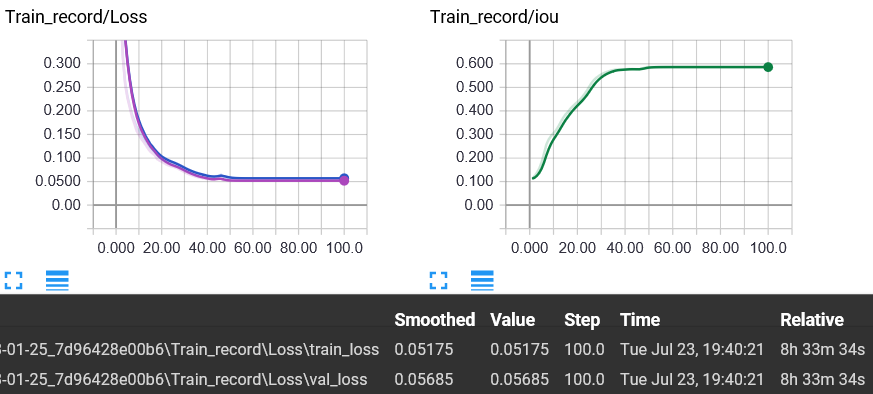 Train_record/Loss
0.300
0.250
0.200
0.150
0.100
0.0500
0.00
0.000 20.00 40.00 60.00 80.00 100.0
Train_record/iou
0.600
0.500
0.400
0.300
0.200
0.100
0.00
0.000 20.00 40.00 60.00 80.00 100.0
Smoothed Value Step Time Relative
-01-25_7d96428e00b6\Train_record\Loss\train_loss 0.05175 0.05175 100.0 Tue Jul 23, 19:40:21 8h 33m 34s
-01-25_7d96428e00b6\Train_record\Loss\val_loss 0.05685 0.05685 100.0 Tue Jul 23, 19:40:21 8h 33m 34s